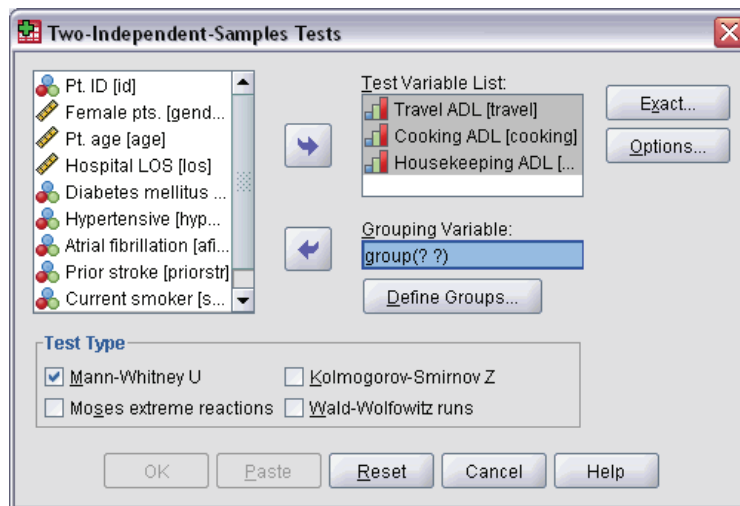 Two-Independent-Samples Tests
Pt. ID [id]
Female pts. [gend...
Pt. age [age]
Hospital LOS [los]
Diabetes mellitus ...
Hypertensive [hyp...
Atrial fibrillation [afi...
Prior stroke [priorstr]
Current smoker [s...
Test Variable List:
Travel ADL [travel]
Cooking ADL [cooking]
Housekeeping ADL [...
Grouping Variable:
group(? ?)
Define Groups...
Exact...
Options...
Test Type
Mann-Whitney U
Kolmogorov-Smirnov Z
Moses extreme reactions
Wald-Wolfowitz runs
OK
Paste
Reset
Cancel
Help